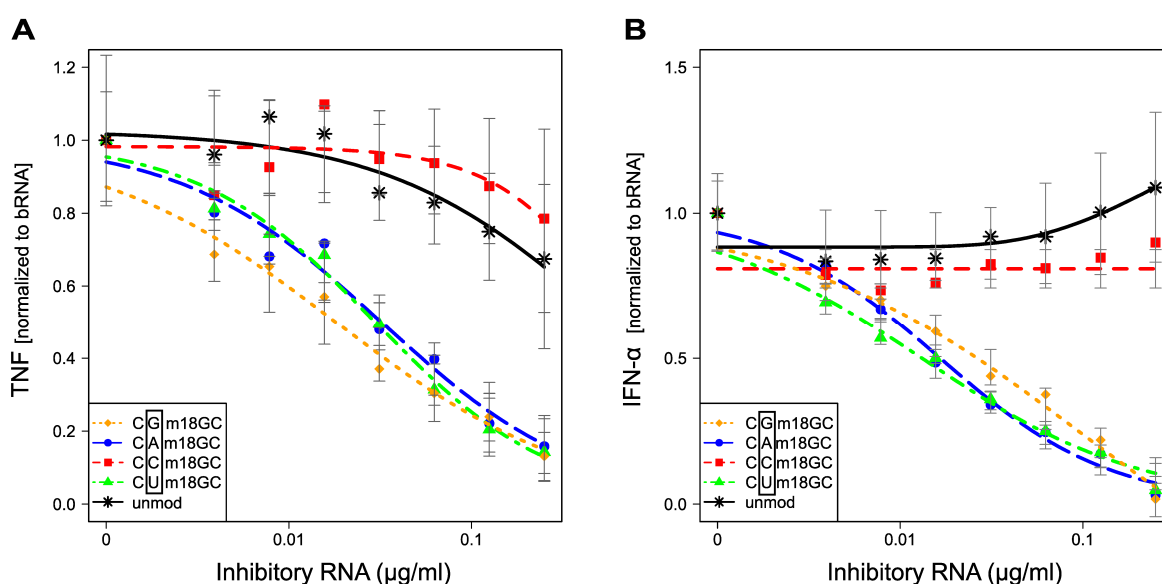 A
TNF [normalized to bRNA]
1.2
1.0
0.8
0.6
0.4
0.2
0.0
CGm18GC
CAm18GC
CCm18GC
CUm18GC
unmod
0
0.01
0.1
Inhibitory RNA (µg/ml)
B
IFN-α [normalized to bRNA]
1.5
1.0
0.5
0.0
CGm18GC
CAm18GC
CCm18GC
CUm18GC
unmod
0
0.01
0.1
Inhibitory RNA (µg/ml)